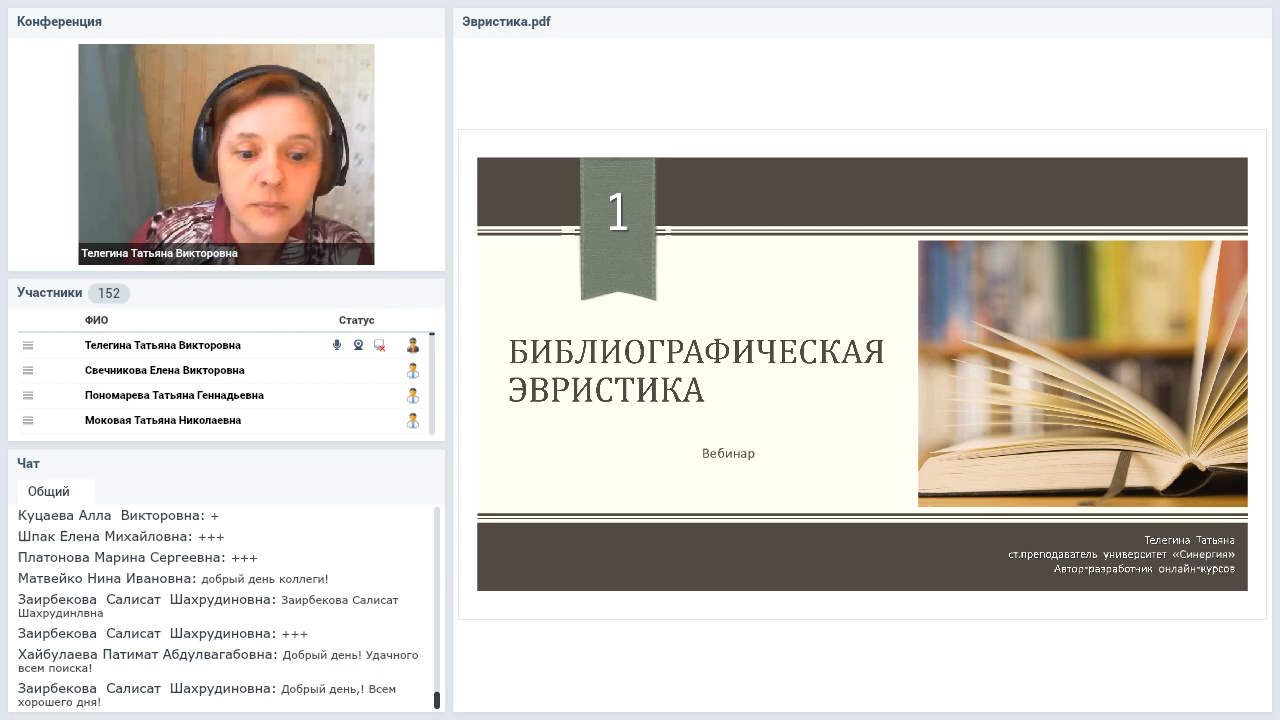 Конференция
Телегина Татьяна Викторовна
Участники 152
ФИО Статус
Телегина Татьяна Викторовна
Свечникова Елена Викторовна
Пономарева Татьяна Геннадьевна
Моковая Татьяна Николаевна
Чат
Общий
Куцаева Алла Викторовна: +
Шпак Елена Михайловна: +++
Платонова Марина Сергеевна: +++
Матвейко Нина Ивановна: добрый день коллеги!
Заирбекова Салисат Шахрудиновна: Заирбекова Салисат
Шахрудинлвна
Заирбекова Салисат Шахрудиновна: +++
Хайбулаева Патимат Абдулвагабовна: Добрый день! Удачного
всем поиска!
Заирбекова Салисат Шахрудиновна: Добрый день,! Всем
хорошего дня!
Эвристика.pdf
1
БИБЛИОГРАФИЧЕСКАЯ
ЭВРИСТИКА
Вебинар
Телегина Татьяна
ст.преподаватель университет «Синергия»
Автор-разработчик онлайн-курсов